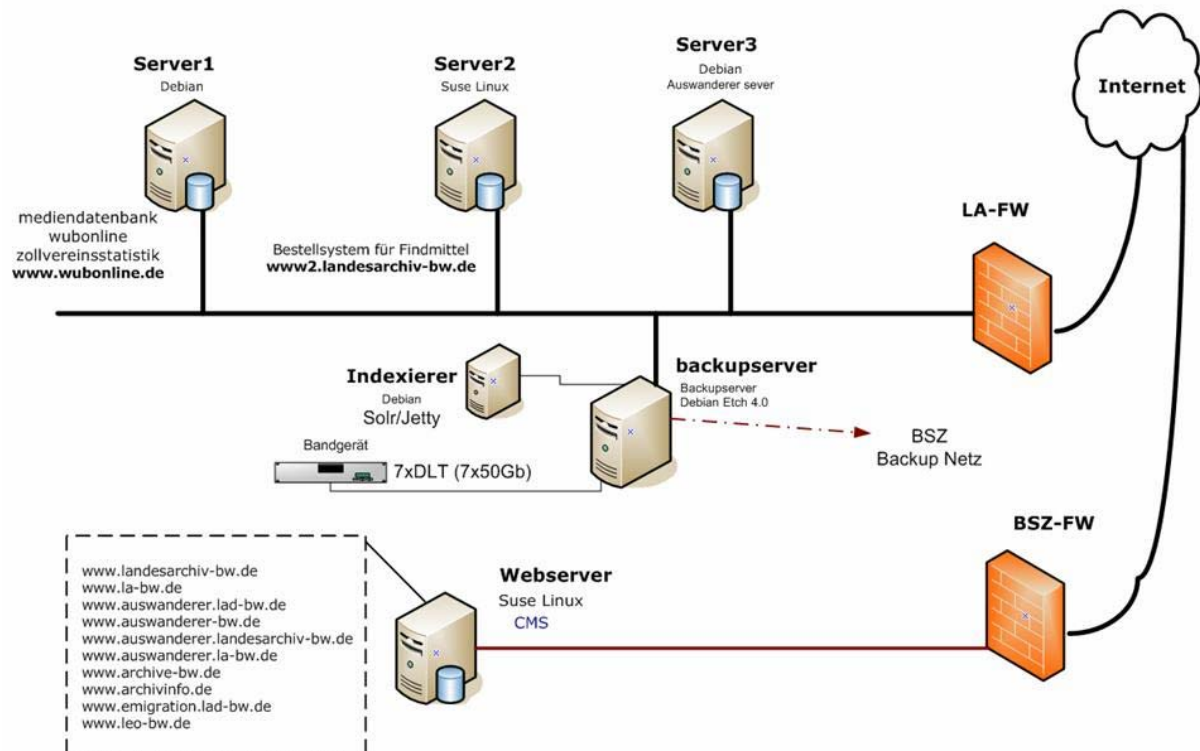 Server1
Debian
Server2
Suse Linux
Server3
Debian
Auswanderer sever
Internet
mediendatenbank
wubonline
zollvereinsstatistik
www.wubonline.de
Bestellsystem für Findmittel
www2.landesarchiv-bw.de
LA-FW
Indexierer
Debian
Solr/Jetty
backupserver
Backupserver
Debian Etch 4.0
Bandgerät
7xDLT (7x50Gb)
BSZ
Backup Netz
BSZ-FW
www.landesarchiv-bw.de
www.la-bw.de
www.auswanderer.lad-bw.de
www.auswanderer-bw.de
www.auswanderer.landesarchiv-bw.de
www.auswanderer.la-bw.de
www.archive-bw.de
www.archivinfo.de
www.emigration.lad-bw.de
www.leo-bw.de
Webserver
Suse Linux
CMS